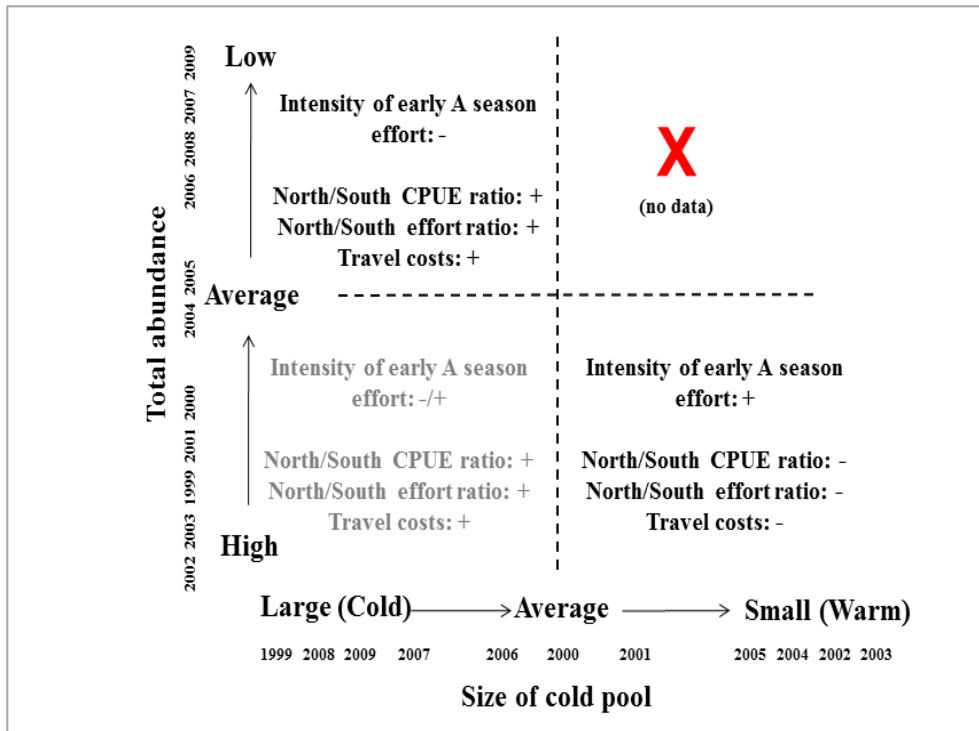 Low
Intensity of early A season
effort: -
North/South CPUE ratio: +
North/South effort ratio: +
Travel costs: +
X
(no data)
Average
Intensity of early A season
effort: -/+
North/South CPUE ratio: +
North/South effort ratio: +
Travel costs: +
Intensity of early A season
effort: +
North/South CPUE ratio: -
North/South effort ratio: -
Travel costs: -
High
Total abundance
2002 2003 1999 2001 2000 2004 2005 2006 2008 2007 2009
Large (Cold) Average Small (Warm)
1999 2008 2009 2007 2006 2000 2001 2005 2004 2002 2003
Size of cold pool